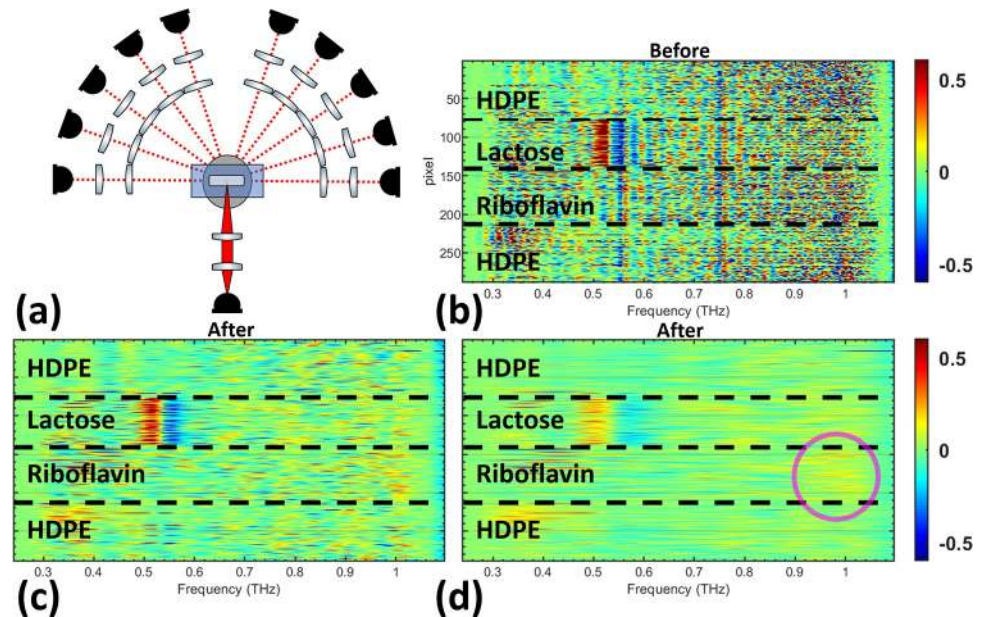 (a)
Before
HDPE
Lactose
Riboflavin
HDPE
pixel
50
100
150
200
250
0.3 0.4 0.5 0.6 0.7 0.8 0.9 1
Frequency (THz)
0.5
0
-0.5
(b)
After
HDPE
Lactose
Riboflavin
HDPE
0.3 0.4 0.5 0.6 0.7 0.8 0.9 1
Frequency (THz)
(c)
After
HDPE
Lactose
Riboflavin
HDPE
0.3 0.4 0.5 0.6 0.7 0.8 0.9 1
Frequency (THz)
0.5
0
-0.5
(d)